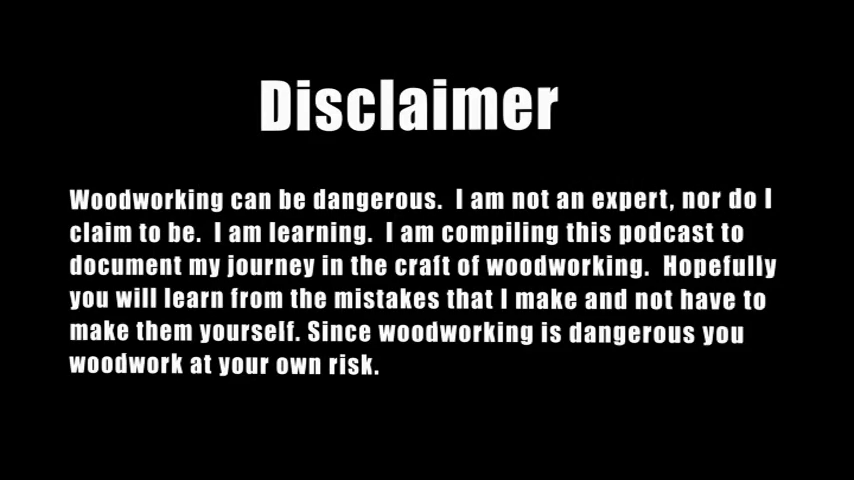 Disclaimer
Woodworking can be dangerous.  I am not an expert, nor do I
claim to be.  I am learning.  I am compiling this podcast to
document my journey in the craft of woodworking.  Hopefully
you will learn from the mistakes that I make and not have to
make them yourself. Since woodworking is dangerous you
woodwork at your own risk.